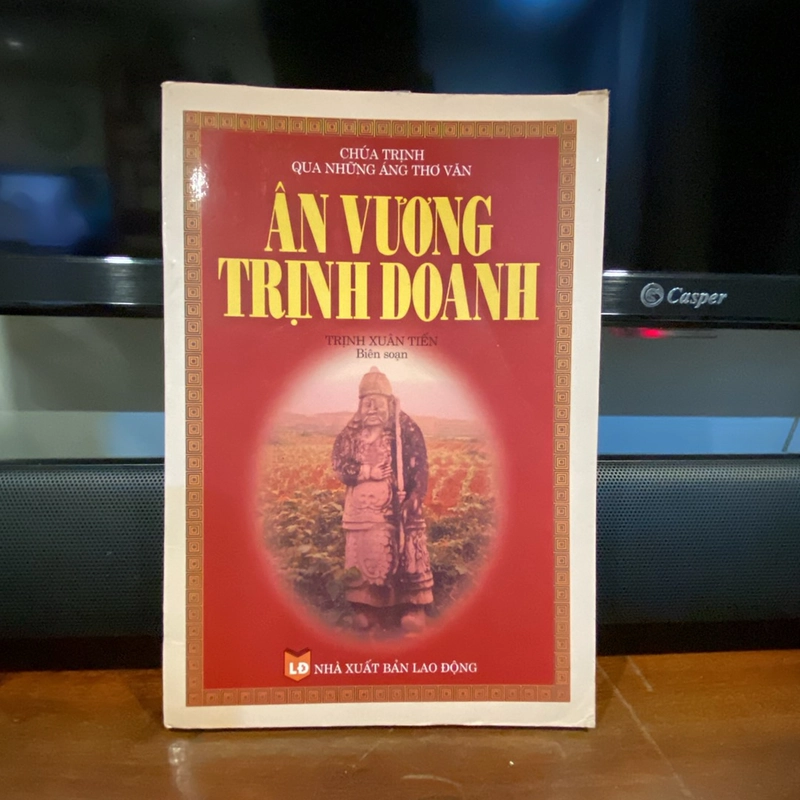 CHÚA TRỊNH
QUA NHỮNG ÁNG THƠ VĂN
ÂN VƯƠNG
TRỊNH DOANH
TRỊNH XUÂN TIẾN
Biên soạn
LĐ NHÀ XUẤT BẢN LAO ĐỘNG
Casper